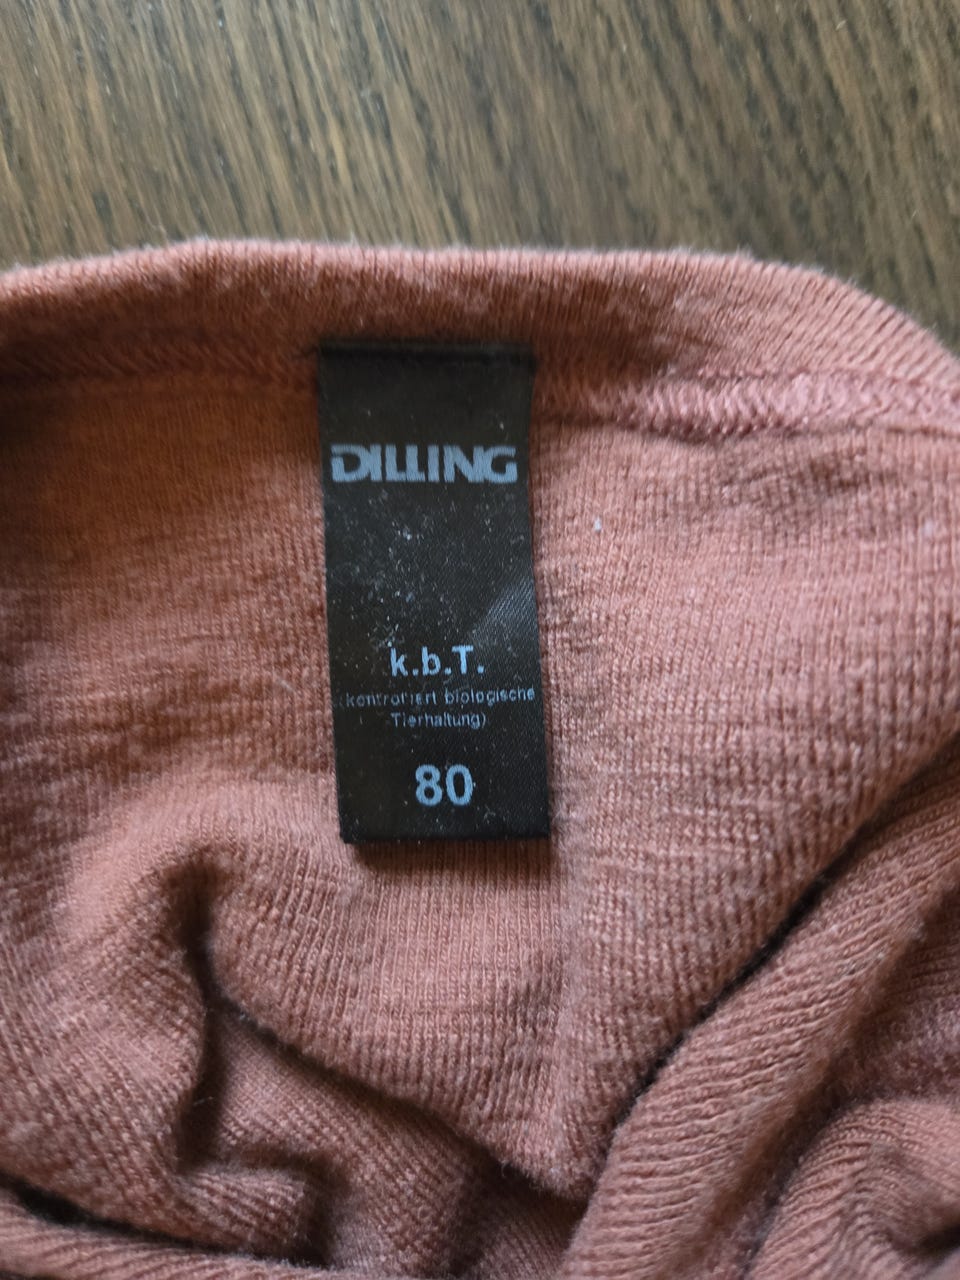 DILLING
k.b.T.
(kontrolliert biologische
Tierhaltung)
80